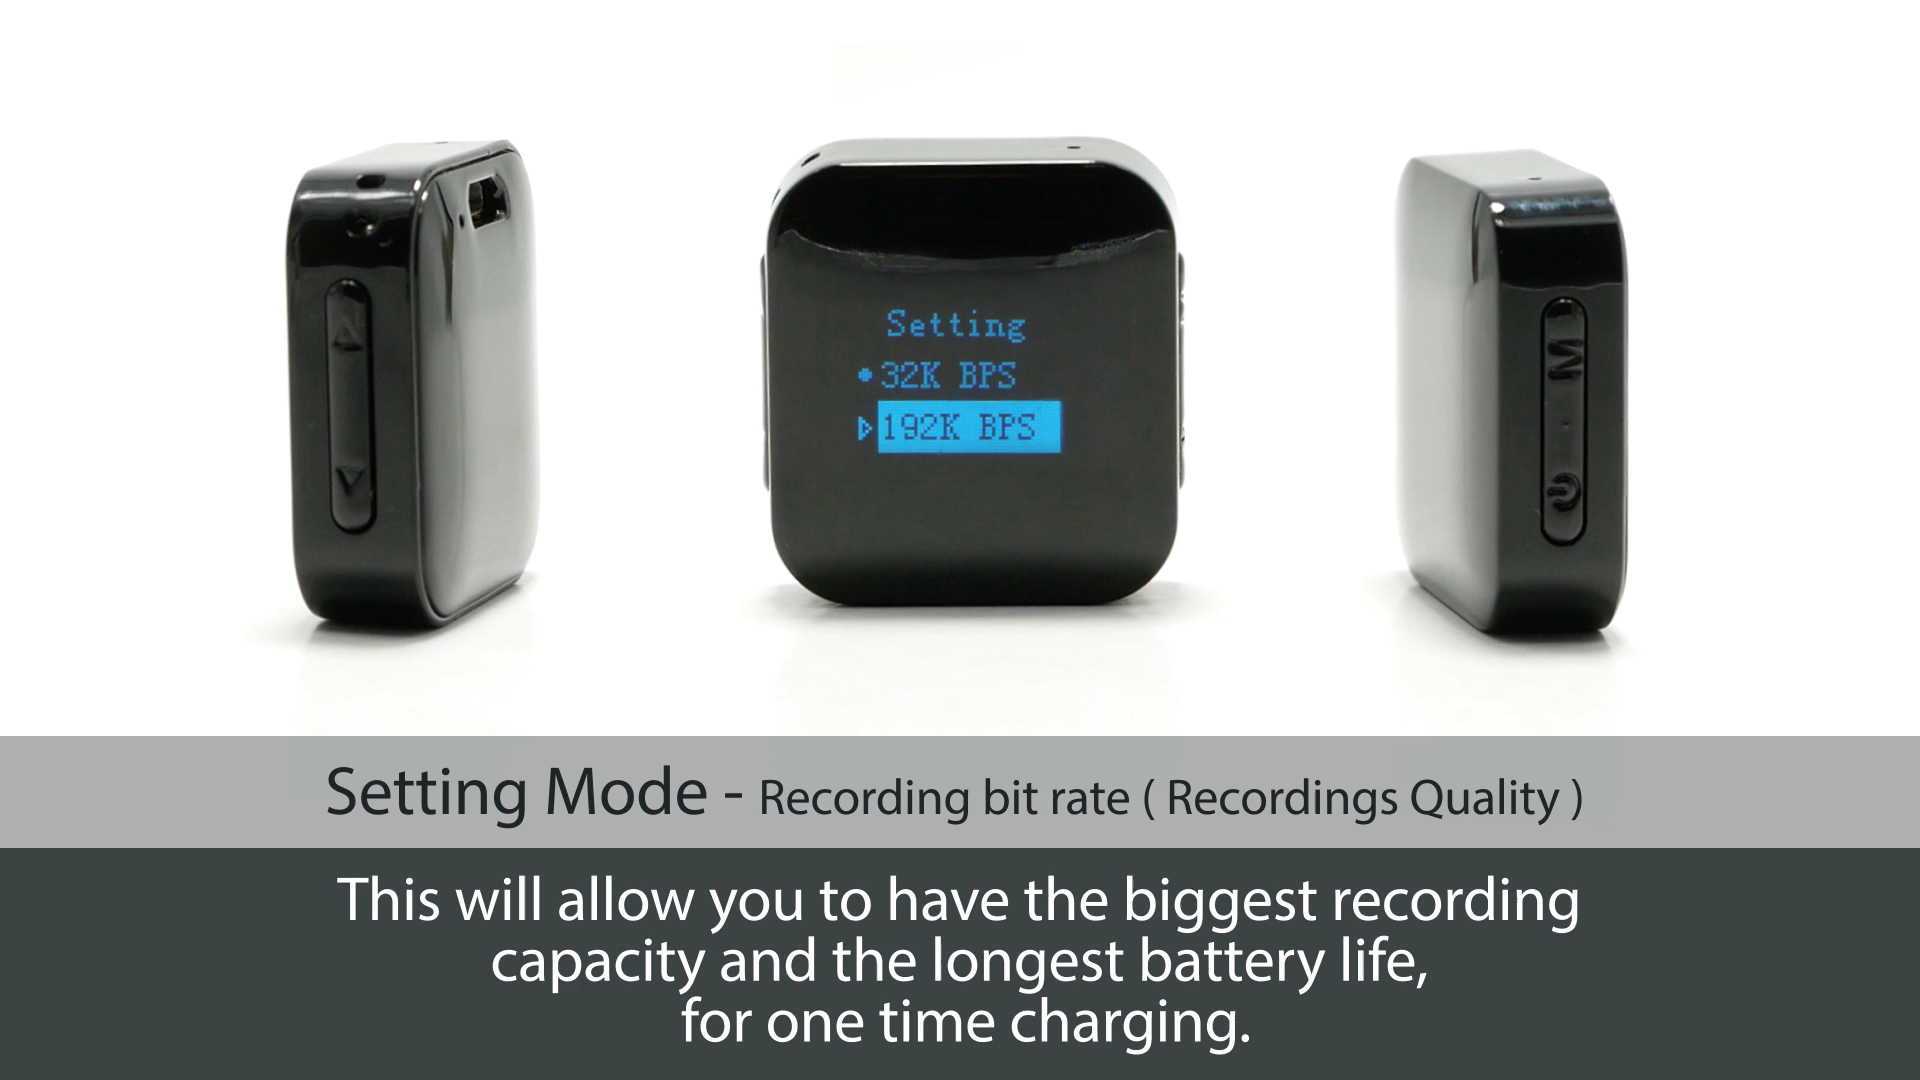 Setting
32K BPS
192K BPS
M
Setting Mode - Recording bit rate ( Recordings Quality )
This will allow you to have the biggest recording
capacity and the longest battery life,
for one time charging.